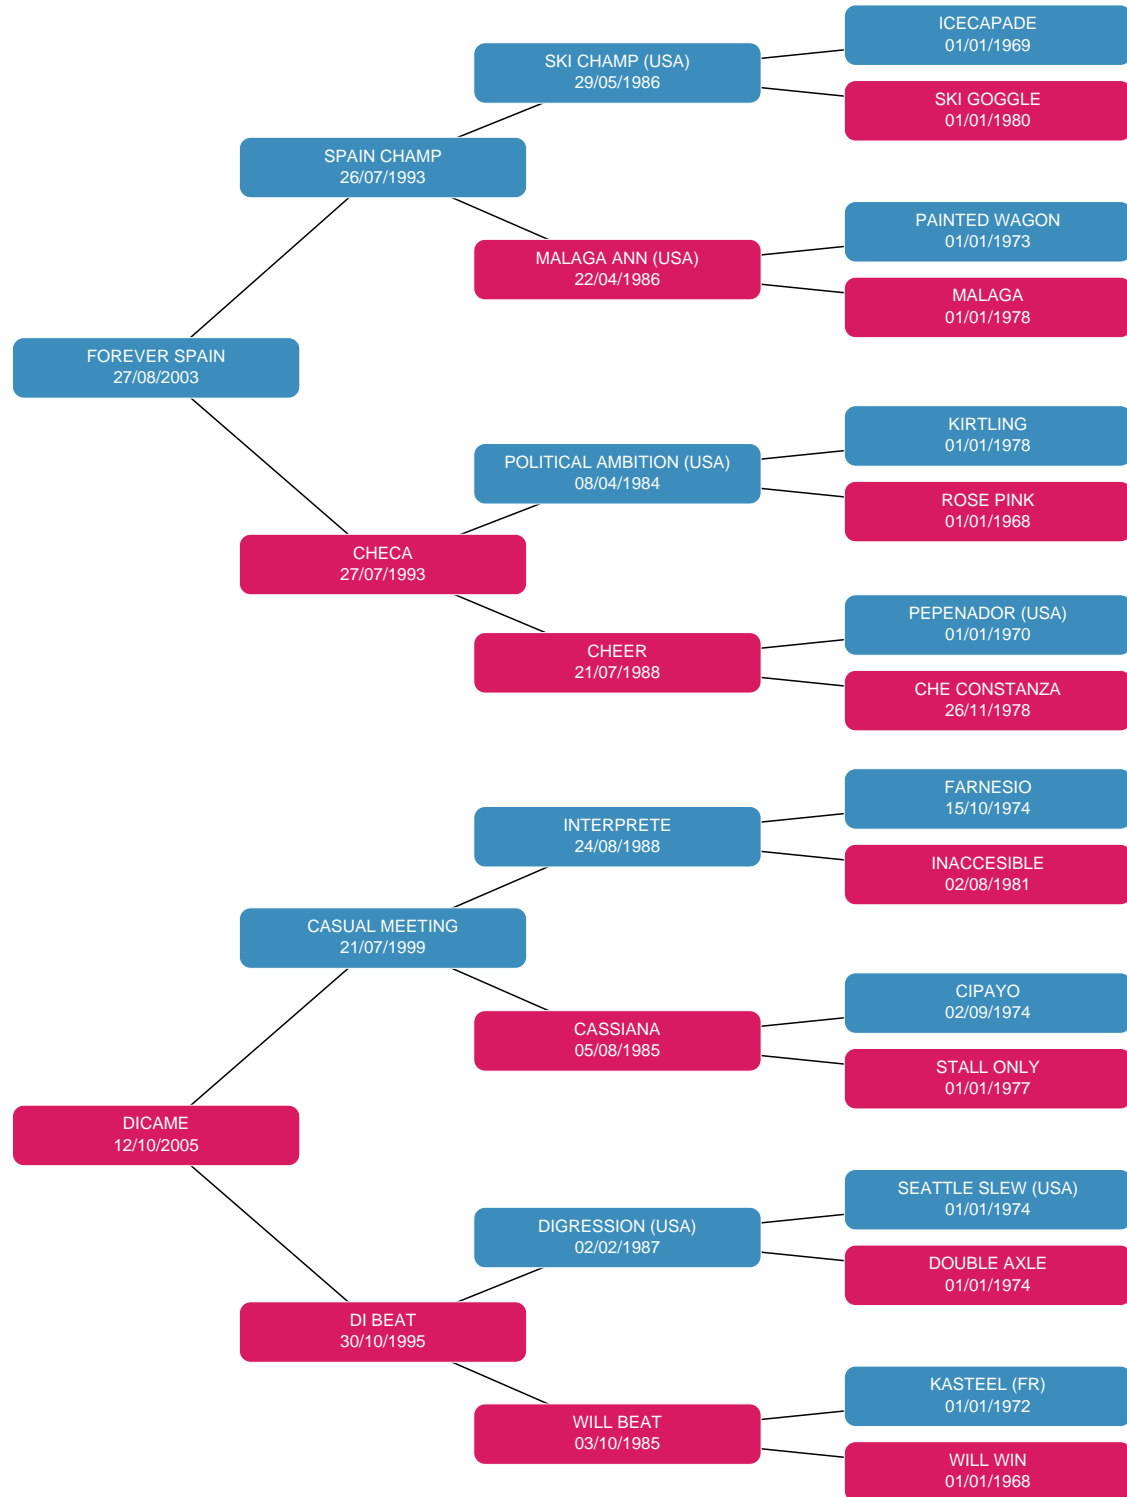 ICECAPADE
01/01/1969
SKI CHAMP (USA)
29/05/1986
SKI GOGGLE
01/01/1980
SPAIN CHAMP
26/07/1993
PAINTED WAGON
01/01/1973
MALAGA ANN (USA)
22/04/1986
MALAGA
01/01/1978
FOREVER SPAIN
27/08/2003
KIRTLING
01/01/1978
POLITICAL AMBITION (USA)
08/04/1984
ROSE PINK
01/01/1968
CHECA
27/07/1993
PEPENADOR (USA)
01/01/1970
CHEER
21/07/1988
CHE CONSTANZA
26/11/1978
FARNESIO
15/10/1974
INTERPRETE
24/08/1988
INACCESIBLE
02/08/1981
CASUAL MEETING
21/07/1999
CIPAYO
02/09/1974
CASSIANA
05/08/1985
STALL ONLY
01/01/1977
DICAME
12/10/2005
SEATTLE SLEW (USA)
01/01/1974
DIGRESSION (USA)
02/02/1987
DOUBLE AXLE
01/01/1974
DI BEAT
30/10/1995
KASTEEL (FR)
01/01/1972
WILL BEAT
03/10/1985
WILL WIN
01/01/1968